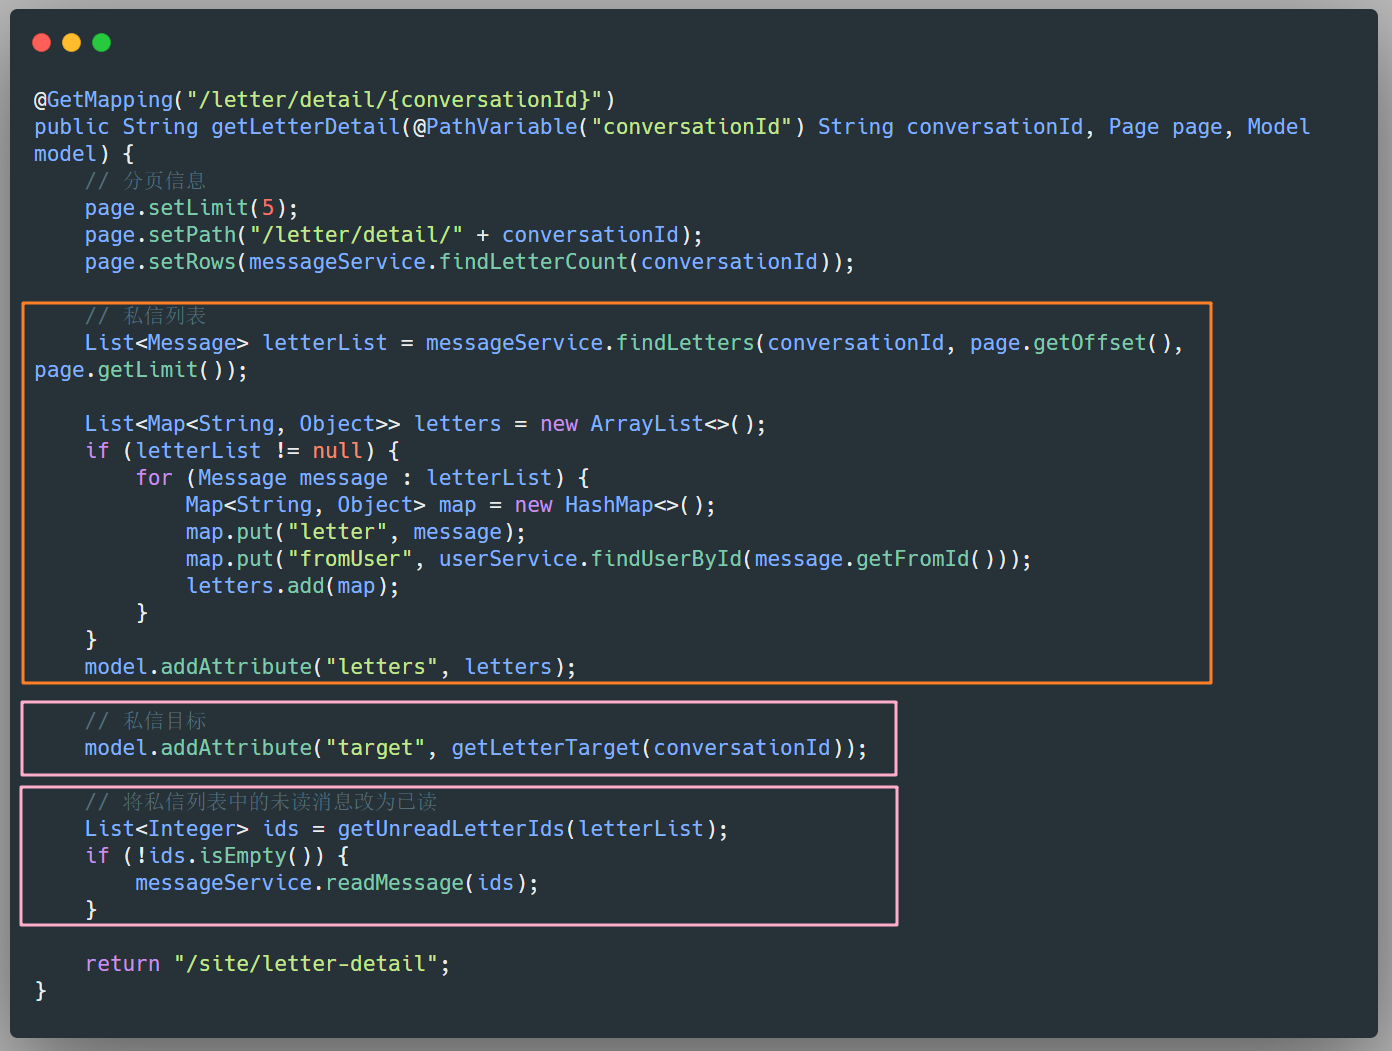 @GetMapping("/letter/detail/{conversationId}")
public String getLetterDetail(@PathVariable("conversationId") String conversationId, Page page, Model
model) {
    // 分页信息
    page.setLimit(5);
    page.setPath("/letter/detail/" + conversationId);
    page.setRows(messageService.findLetterCount(conversationId));
    // 私信列表
    List<Message> letterList = messageService.findLetters(conversationId, page.getOffset(),
page.getLimit());
    List<Map<String, Object>> letters = new ArrayList<>();
    if (letterList != null) {
        for (Message message : letterList) {
            Map<String, Object> map = new HashMap<>();
            map.put("letter", message);
            map.put("fromUser", userService.findUserById(message.getFromId()));
            letters.add(map);
        }
    }
    model.addAttribute("letters", letters);
    // 私信目标
    model.addAttribute("target", getLetterTarget(conversationId));
    // 将私信列表中的未读消息改为已读
    List<Integer> ids = getUnreadLetterIds(letterList);
    if (!ids.isEmpty()) {
        messageService.readMessage(ids);
    }
    return "/site/letter-detail";
}